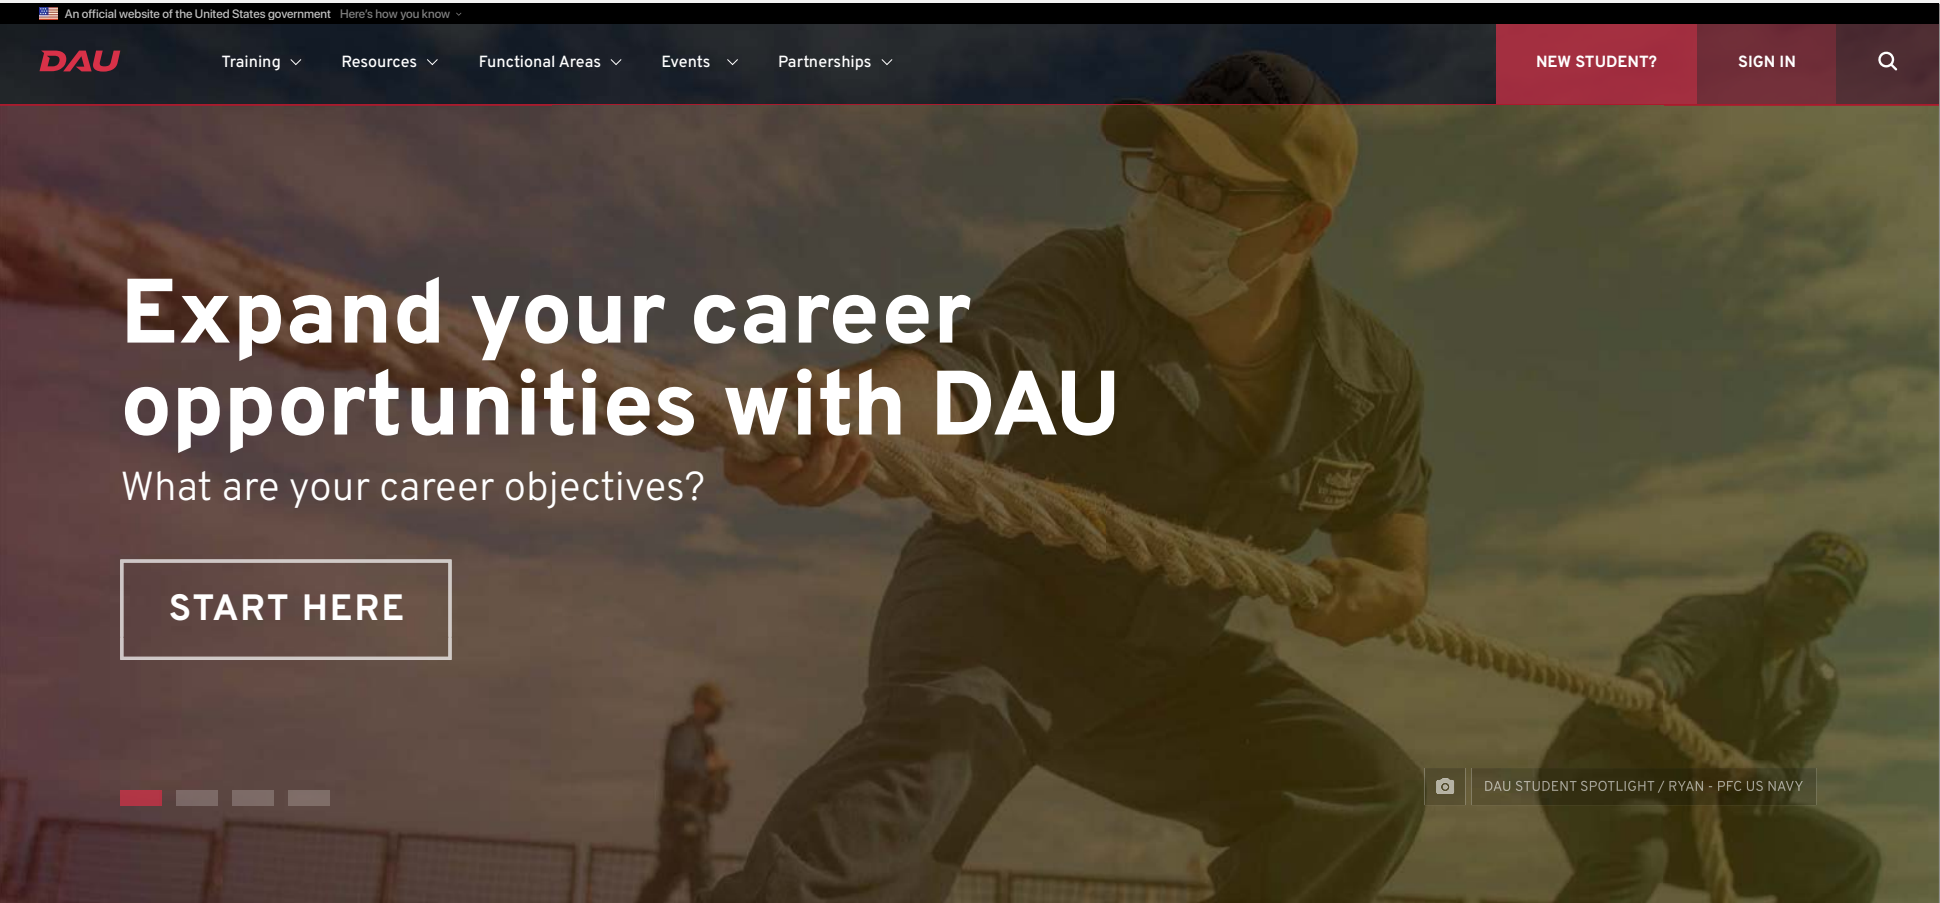 An official website of the United States government Here's how you know
DAU
Training Resources Functional Areas Events Partnerships NEW STUDENT? SIGN IN
Expand your career
opportunities with DAU
What are your career objectives?
START HERE
DAU STUDENT SPOTLIGHT / RYAN - PFC US NAVY